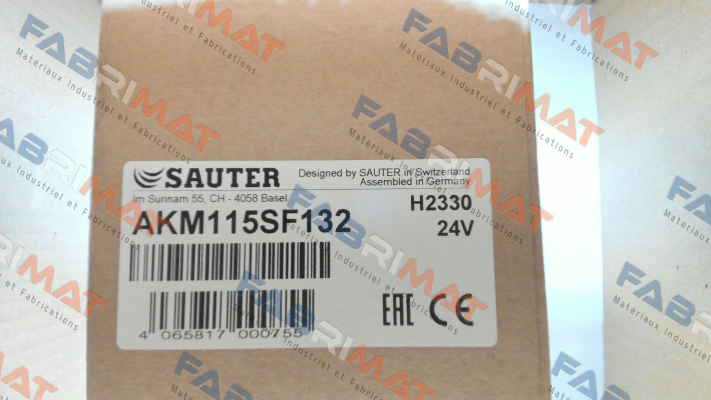 SAUTER
Designed by SAUTER in Switzerland
Assembled in Germany
Im Surinam 55, CH - 4058 Basel
AKM115SF132
H2330
24V
4 065817 000755
EAC CE
FABRIMAT
Materiaux Industriel et Fabrications